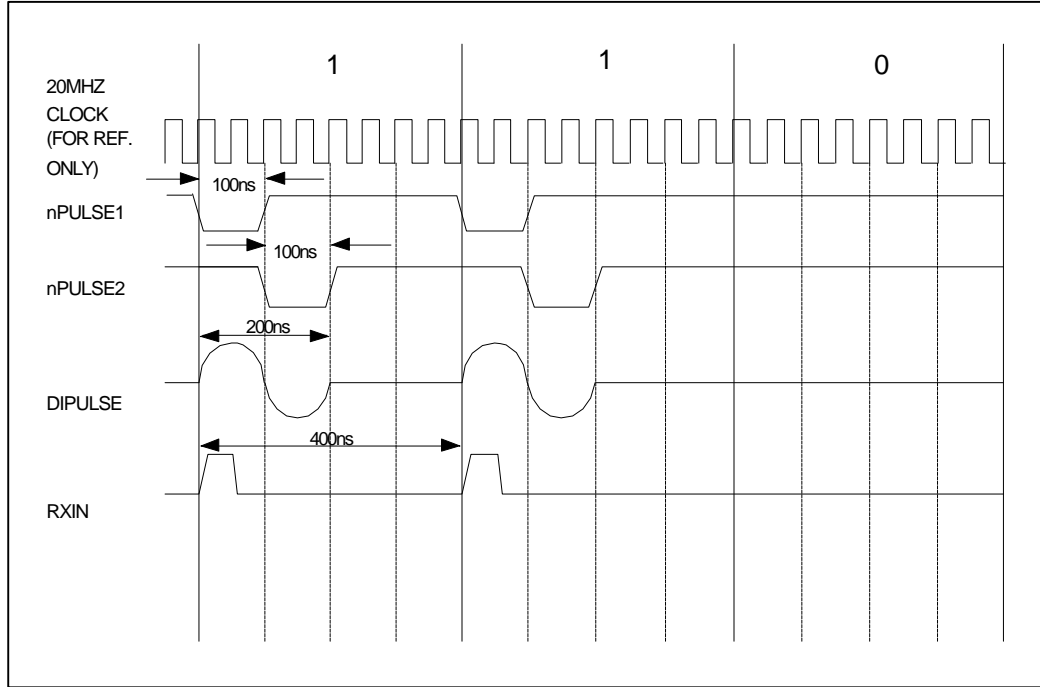 1 1 0
20MHZ
CLOCK
(FOR REF.
ONLY)
100ns
nPULSE1
100ns
nPULSE2
200ns
DIPULSE
400ns
RXIN